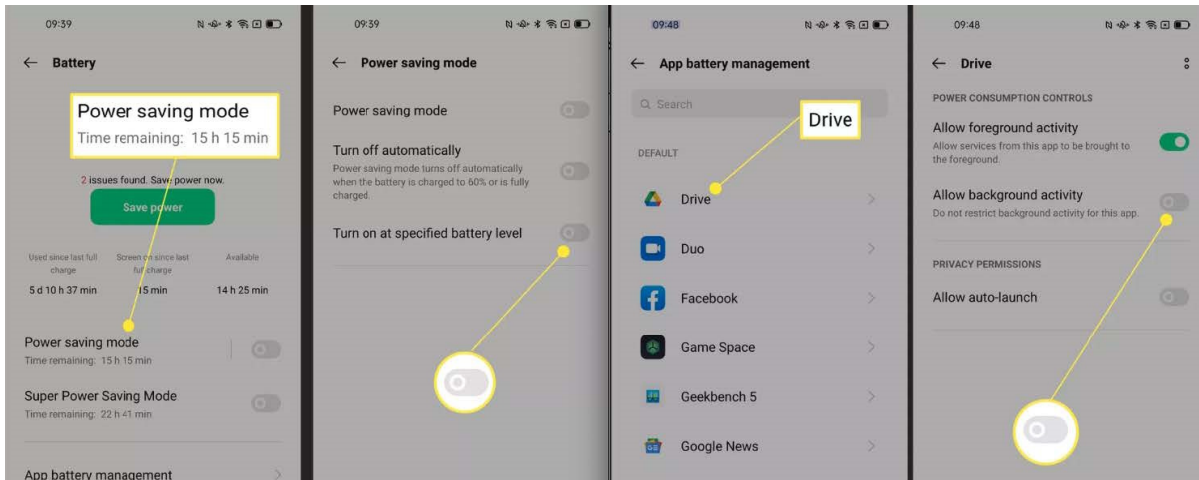 09:39
Battery
Power saving mode
Time remaining: 15 h 15 min
2 issues found. Save power now.
Save power
Used since last full charge
Screen on since last full charge
Available
5 d 10 h 37 min
15 min
14 h 25 min
Power saving mode
Time remaining: 15 h 15 min
Super Power Saving Mode
Time remaining: 22 h 41 min
App battery management
09:39
Power saving mode
Power saving mode
Turn off automatically
Power saving mode turns off automatically
when the battery is charged to 60% or is fully
charged.
Turn on at specified battery level
09:48
App battery management
Search
Drive
DEFAULT
Drive
Duo
Facebook
Game Space
Geekbench 5
Google News
09:48
Drive
POWER CONSUMPTION CONTROLS
Allow foreground activity
Allow services from this app to be brought to
the foreground.
Allow background activity
Do not restrict background activity for this app.
PRIVACY PERMISSIONS
Allow auto-launch